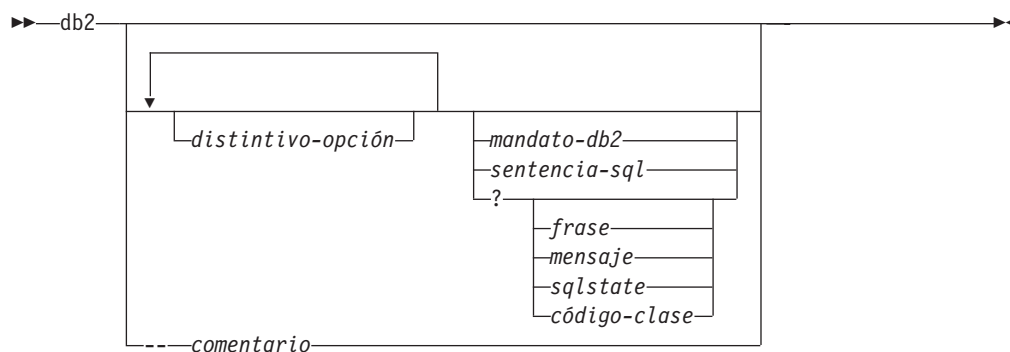 db2
distintivo-opción
mandato-db2
sentencia-sql
?
frase
mensaje
sqlstate
código-clase
-- comentario